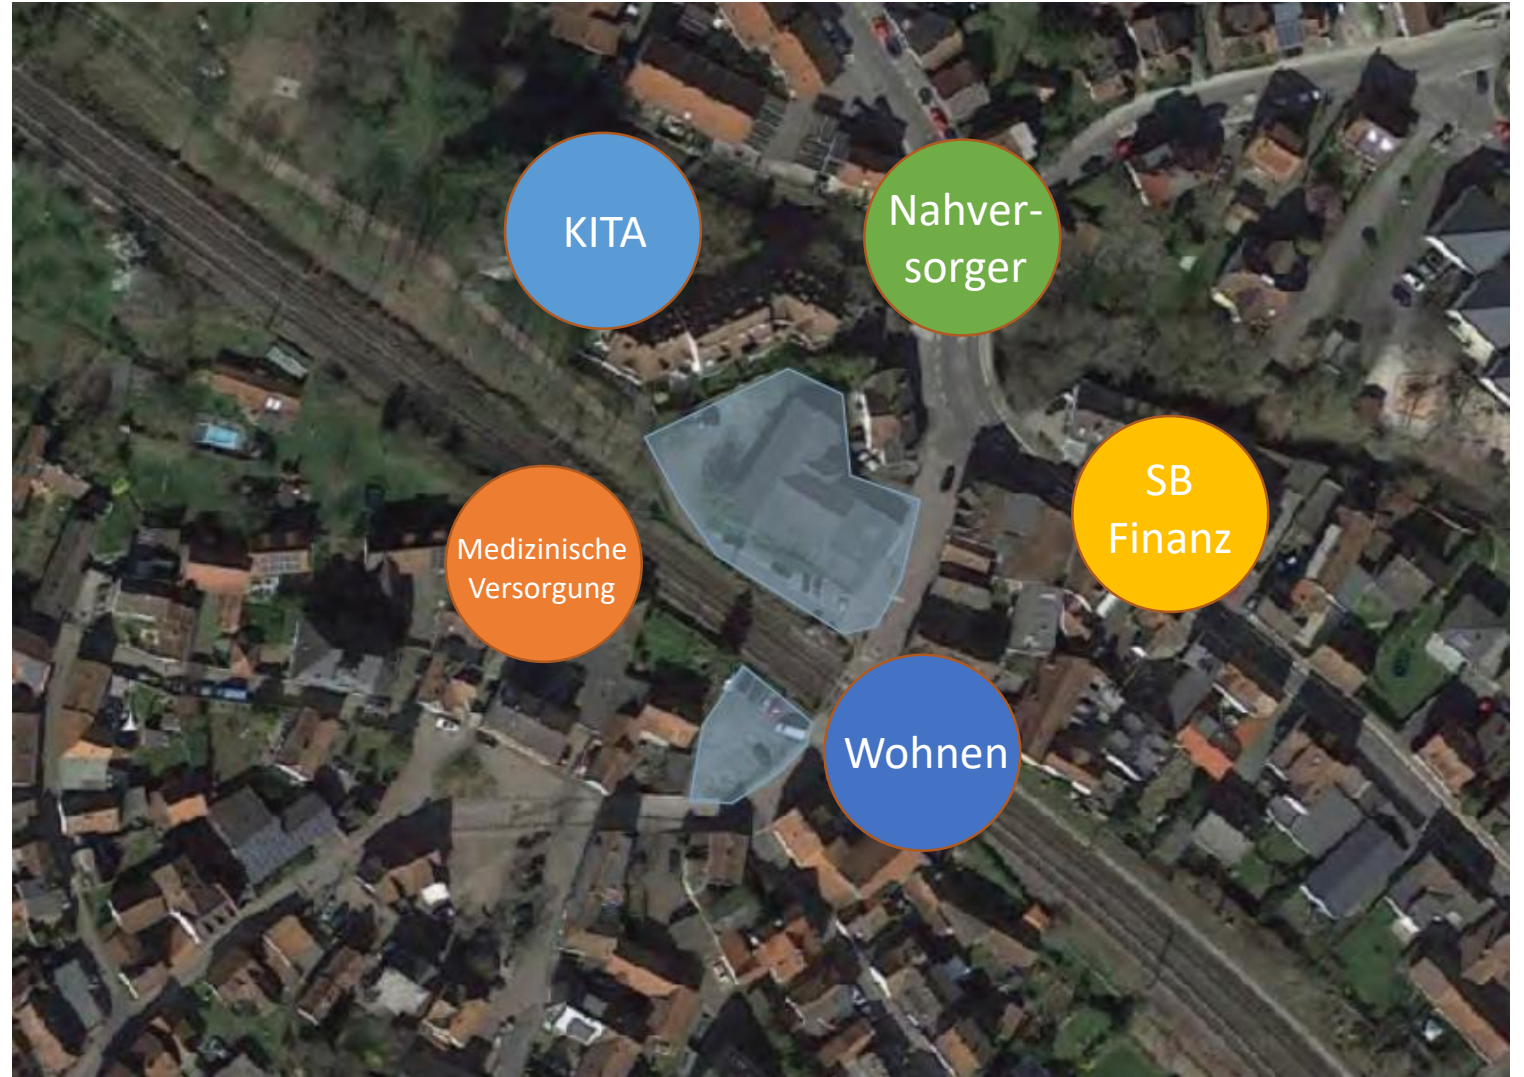 KITA
Nahver-
sorger
SB
Finanz
Medizinische
Versorgung
Wohnen